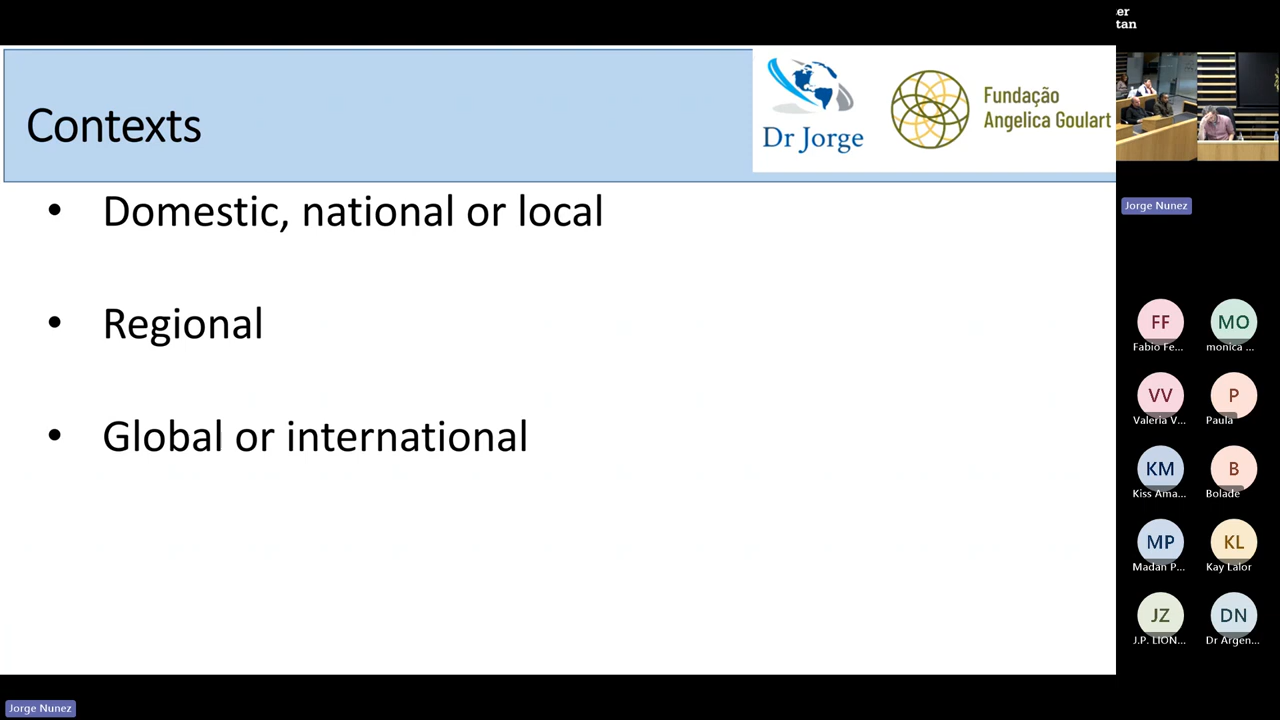 er
tan
Contexts
Dr Jorge
Fundação
Angelica Goulart
• Domestic, national or local
• Regional
• Global or international
Jorge Nunez
FF
MO
Fabio Fe...
monica ...
VV
P
Valeria V...
Paula
KM
B
Kiss Ama...
Bolade
MP
KL
Madan P...
Kay Lalor
JZ
DN
J.P. LION...
Dr Argen...
Jorge Nunez